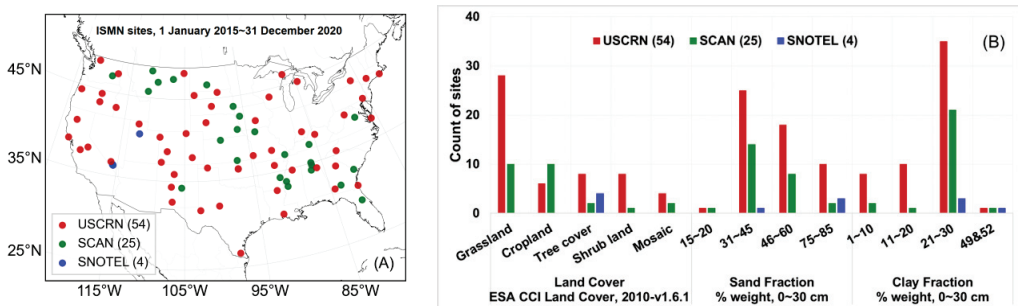 ISMN sites, 1 January 2015~31 December 2020
45°N
35°N
25°N
USCRN (54)
SCAN (25)
SNOTEL (4)
(A)
115°W 105°W 95°W 85°W
40
30
20
10
0
Count of sites
USCRN (54) SCAN (25) SNOTEL (4)
(B)
Grassland Cropland Tree cover Shrub land Mosaic 15~20 31~45 46~60 75~85 1~10 11~20 21~30 49&52
Land Cover Sand Fraction Clay Fraction
ESA CCI Land Cover, 2010-v1.6.1 % weight, 0~30 cm % weight, 0~30 cm